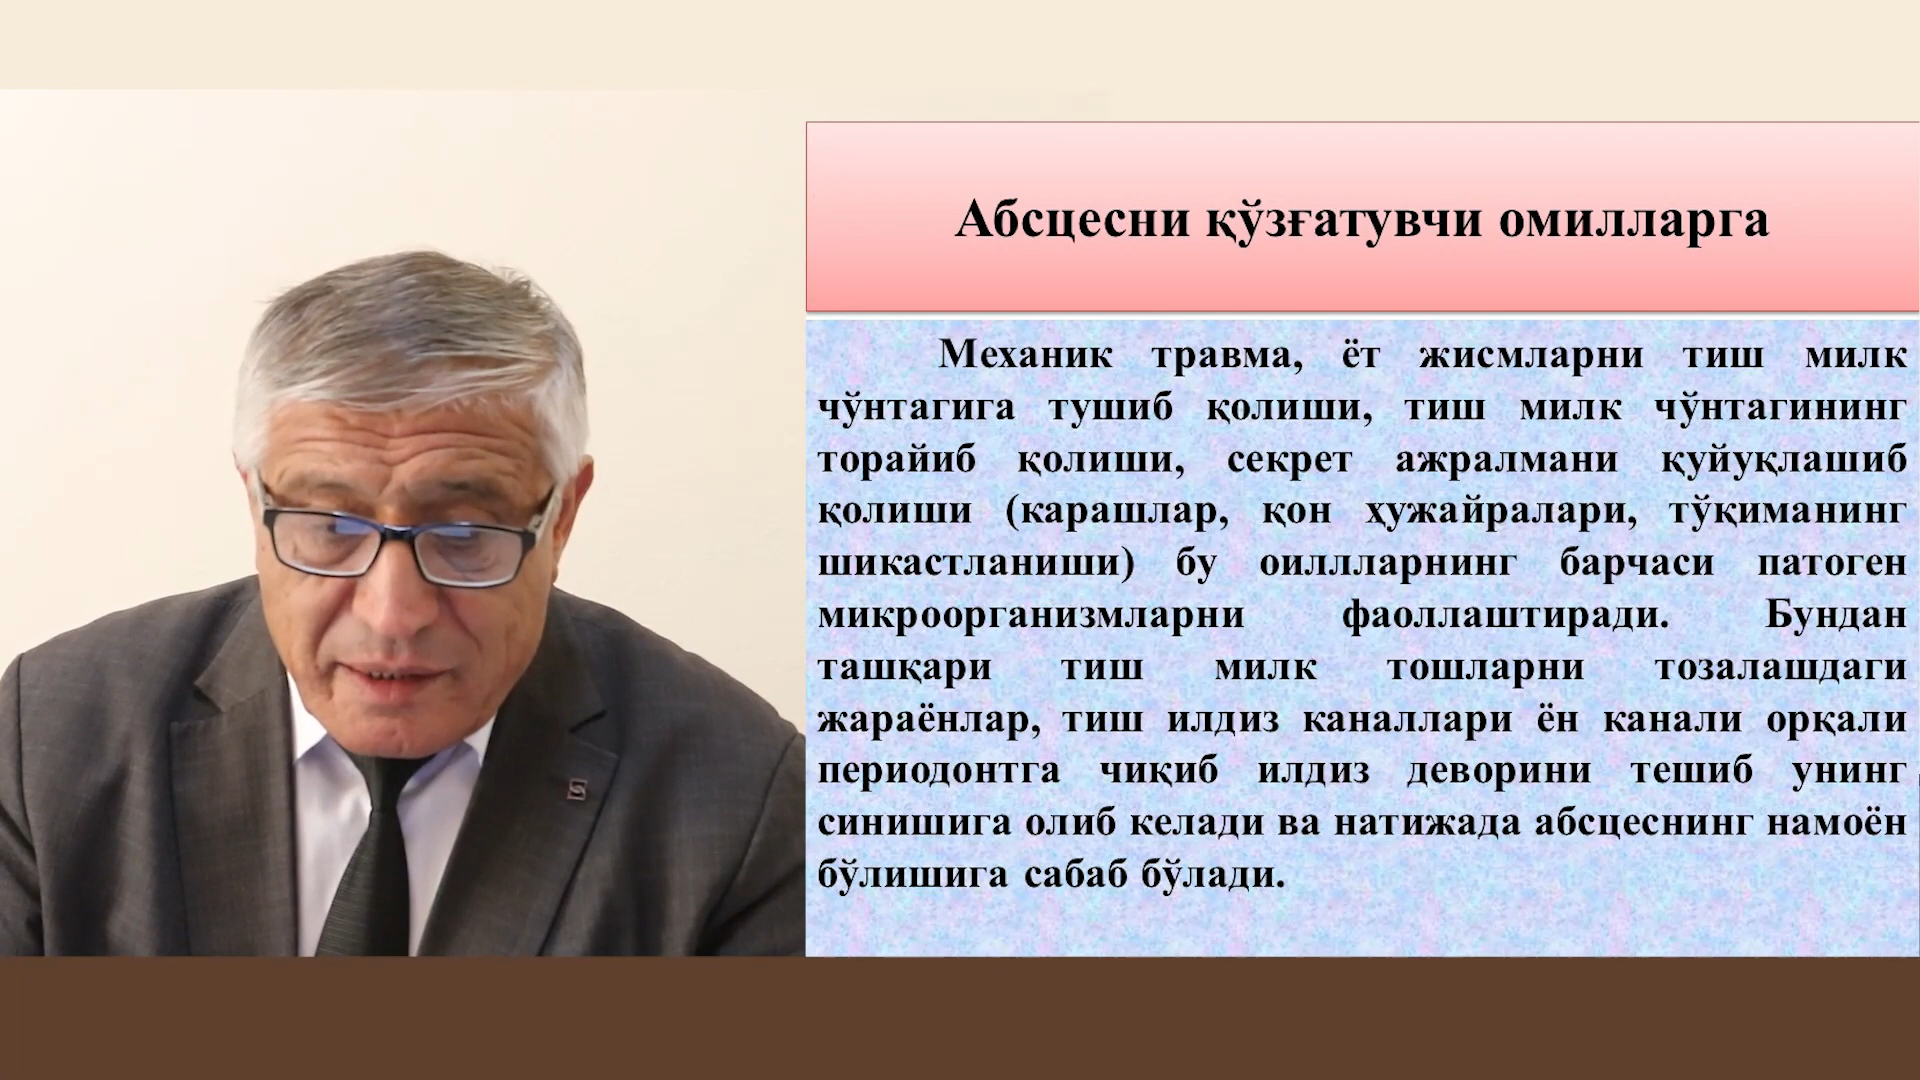 Абсцесни қўзғатувчи омилларга
Механик травма, ёт жисмларни тиш милк
чўнтагига тушиб қолиши, тиш милк чўнтагининг
торайиб қолиши, секрет ажралмани қуйуқлашиб
қолиши (карашлар, қон ҳужайралари, тўқиманинг
шикастланиши) бу оиллларнинг барчаси патоген
микроорганизмларни фаоллаштиради. Бундан
ташқари тиш милк тошларни тозалашдаги
жараёнлар, тиш илдиз каналлари ён канали орқали
периодонтга чиқиб илдиз деворини тешиб унинг
синишига олиб келади ва натижада абсцеснинг намоён
бўлишига сабаб бўлади.